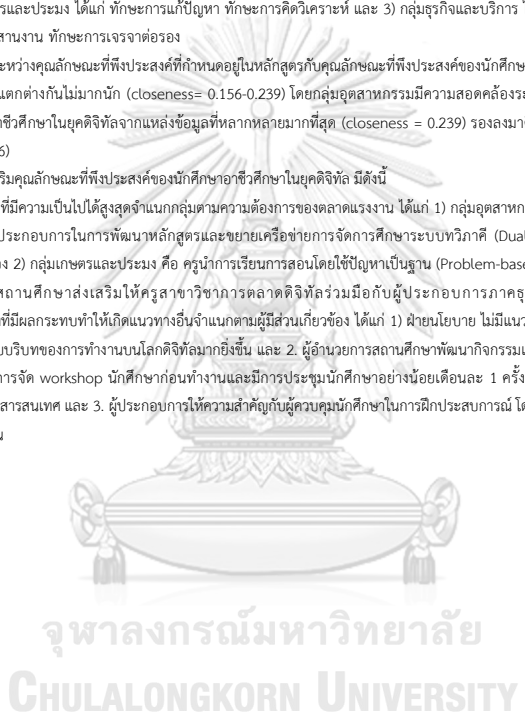 รและประมง ได้แก่ ทักษะการแก้ปัญหา ทักษะการคิดวิเคราะห์ และ 3) กลุ่มธุรกิจและบริการ
สานงาน ทักษะการเจรจาต่อรอง
ะหว่างคุณลักษณะที่พึงประสงค์ที่กำหนดอยู่ในหลักสูตรกับคุณลักษณะที่พึงประสงค์ของนักศึกษ
แตกต่างกันไม่มากนัก (closeness= 0.156-0.239) โดยกลุ่มอุตสาหกรรมมีความสอดคล้องระ
าชีวศึกษาในยุคดิจิทัลจากแหล่งข้อมูลที่หลากหลายมากที่สุด (closeness = 0.239) รองลงมา
6)
ริมคุณลักษณะที่พึงประสงค์ของนักศึกษาอาชีวศึกษาในยุคดิจิทัล มีดังนี้
ที่มีความเป็นไปได้สูงสุดจำแนกกลุ่มตามความต้องการของตลาดแรงงาน ได้แก่ 1) กลุ่มอุตสาหก
ประกอบการในการพัฒนาหลักสูตรและขยายเครือข่ายการจัดการศึกษาระบบทวิภาคี (Dual
ง 2) กลุ่มเกษตรและประมง คือ ครูนำการเรียนการสอนโดยใช้ปัญหาเป็นฐาน (Problem-base
สถานศึกษาส่งเสริมให้ครูสาขาวิชาการตลาดดิจิทัลร่วมมือกับผู้ประกอบการภาคธุ
ที่มีผลกระทบทำให้เกิดแนวทางอื่นจำแนกตามผู้มีส่วนเกี่ยวข้อง ได้แก่ 1) ฝ่ายนโยบาย ไม่มีแนว
บบริบทของการทำงานบนโลกดิจิทัลมากยิ่งขึ้น และ 2. ผู้อำนวยการสถานศึกษาพัฒนากิจกรรมเ
การจัด workshop นักศึกษาก่อนทำงานและมีการประชุมนักศึกษาอย่างน้อยเดือนละ 1 ครั้ง
สารสนเทศ และ 3. ผู้ประกอบการให้ความสำคัญกับผู้ควบคุมนักศึกษาในการฝึกประสบการณ์ โด
น
จุฬาลงกรณ์มหาวิทยาลัย
CHULALONGKORN UNIVERSITY